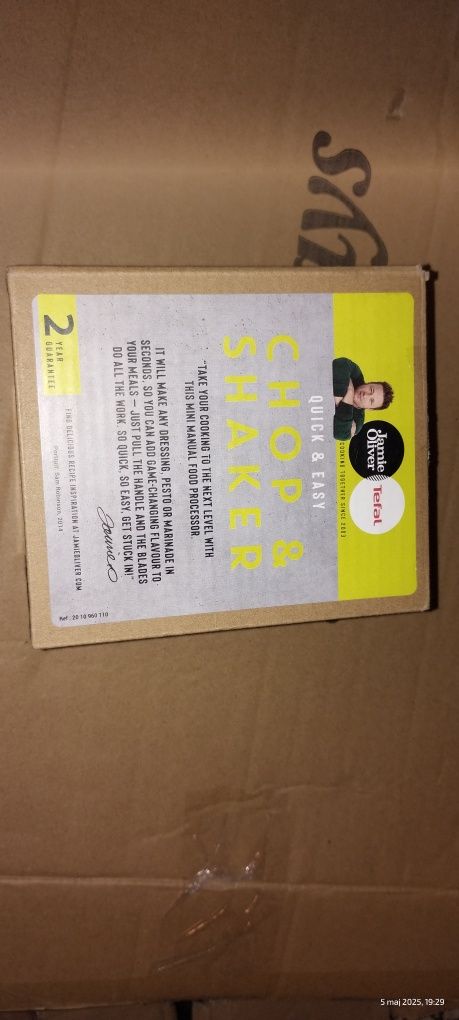 Jamie
Oliver
Tefal
COOKING TOGETHER SINCE 2003
QUICK & EASY
CHOP &
SHAKER
"TAKE YOUR COOKING TO THE NEXT LEVEL WITH
THIS MINI MANUAL FOOD PROCESSOR.
IT WILL MAKE ANY DRESSING, PESTO OR MARINADE IN
SECONDS, SO YOU CAN ADD GAME-CHANGING FLAVOUR TO
YOUR MEALS – JUST PULL THE HANDLE AND THE BLADES
DO ALL THE WORK. SO QUICK, SO EASY, GET STUCK IN!"
Jamie O
2 YEAR
GUARANTEE
FIND DELICIOUS RECIPE INSPIRATION AT JAMIEOLIVER.COM
Portrait: Sam Robinson, 2014
Ref : 20 10 960 110
5 maj 2025, 19:29